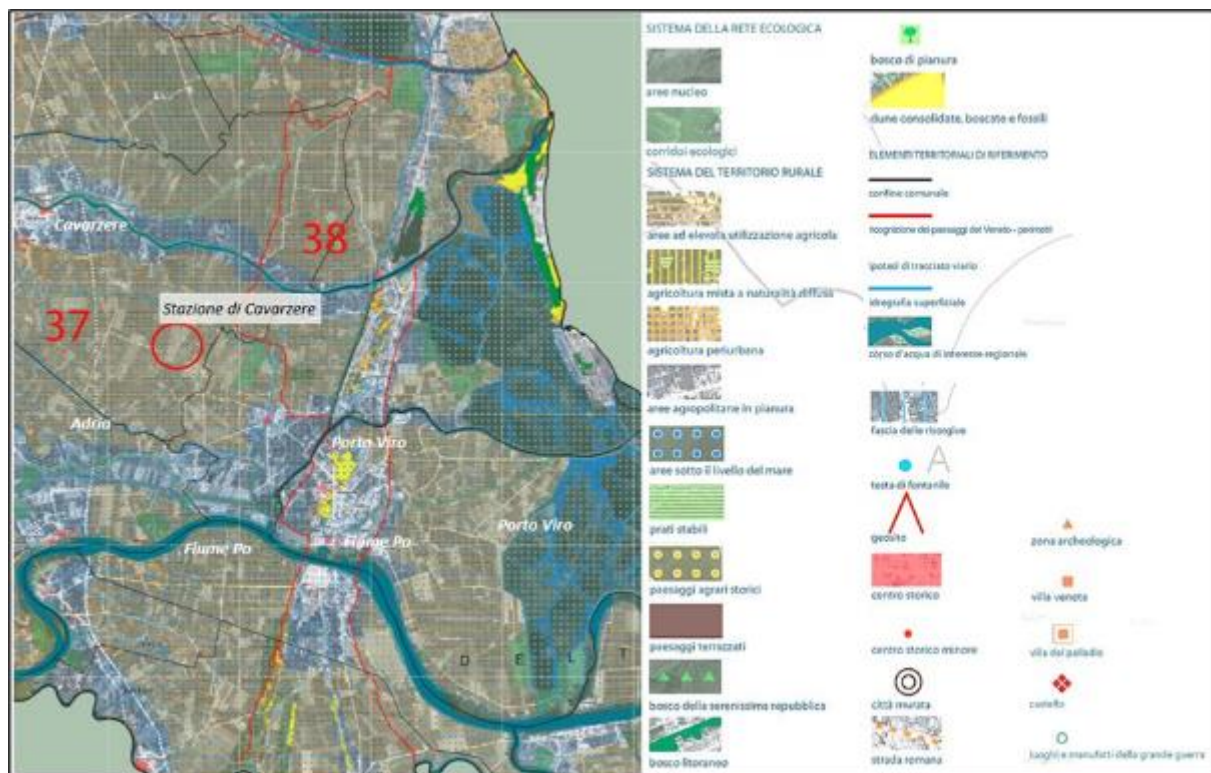 Cavarzere
38
Stazione di Cavarzere
37
Adria
Porto Viro
Porto Viro
Fiume Po
Fiume Po
D E L T
SISTEMA DELLA RETE ECOLOGICA
aree nucleo
corridoi ecologici
SISTEMA DEL TERRITORIO RURALE
aree ad elevata utilizzazione agricola
agricoltura mista a naturalità diffusa
agricoltura periurbana
aree agropolitane in pianura
aree sotto il livello del mare
prati stabili
paesaggi agrari storici
paesaggi terrazzati
bosco della serenissima repubblica
bosco litoraneo
bosco di pianura
dune consolidate, boscate e fossili
ELEMENTI TERRITORIALI DI RIFERIMENTO
confine comunale
ricognizione dei paesaggi del Veneto - perimetri
ipotesi di tracciato viario
idrografia superficiale
corso d'acqua di interesse regionale
fascia delle risorgive
A
testa di fontanile
geosito
centro storico
centro storico minore
città murata
strada romana
zona archeologica
villa veneta
villa del palladio
castello
luoghi e manufatti della grande guerra